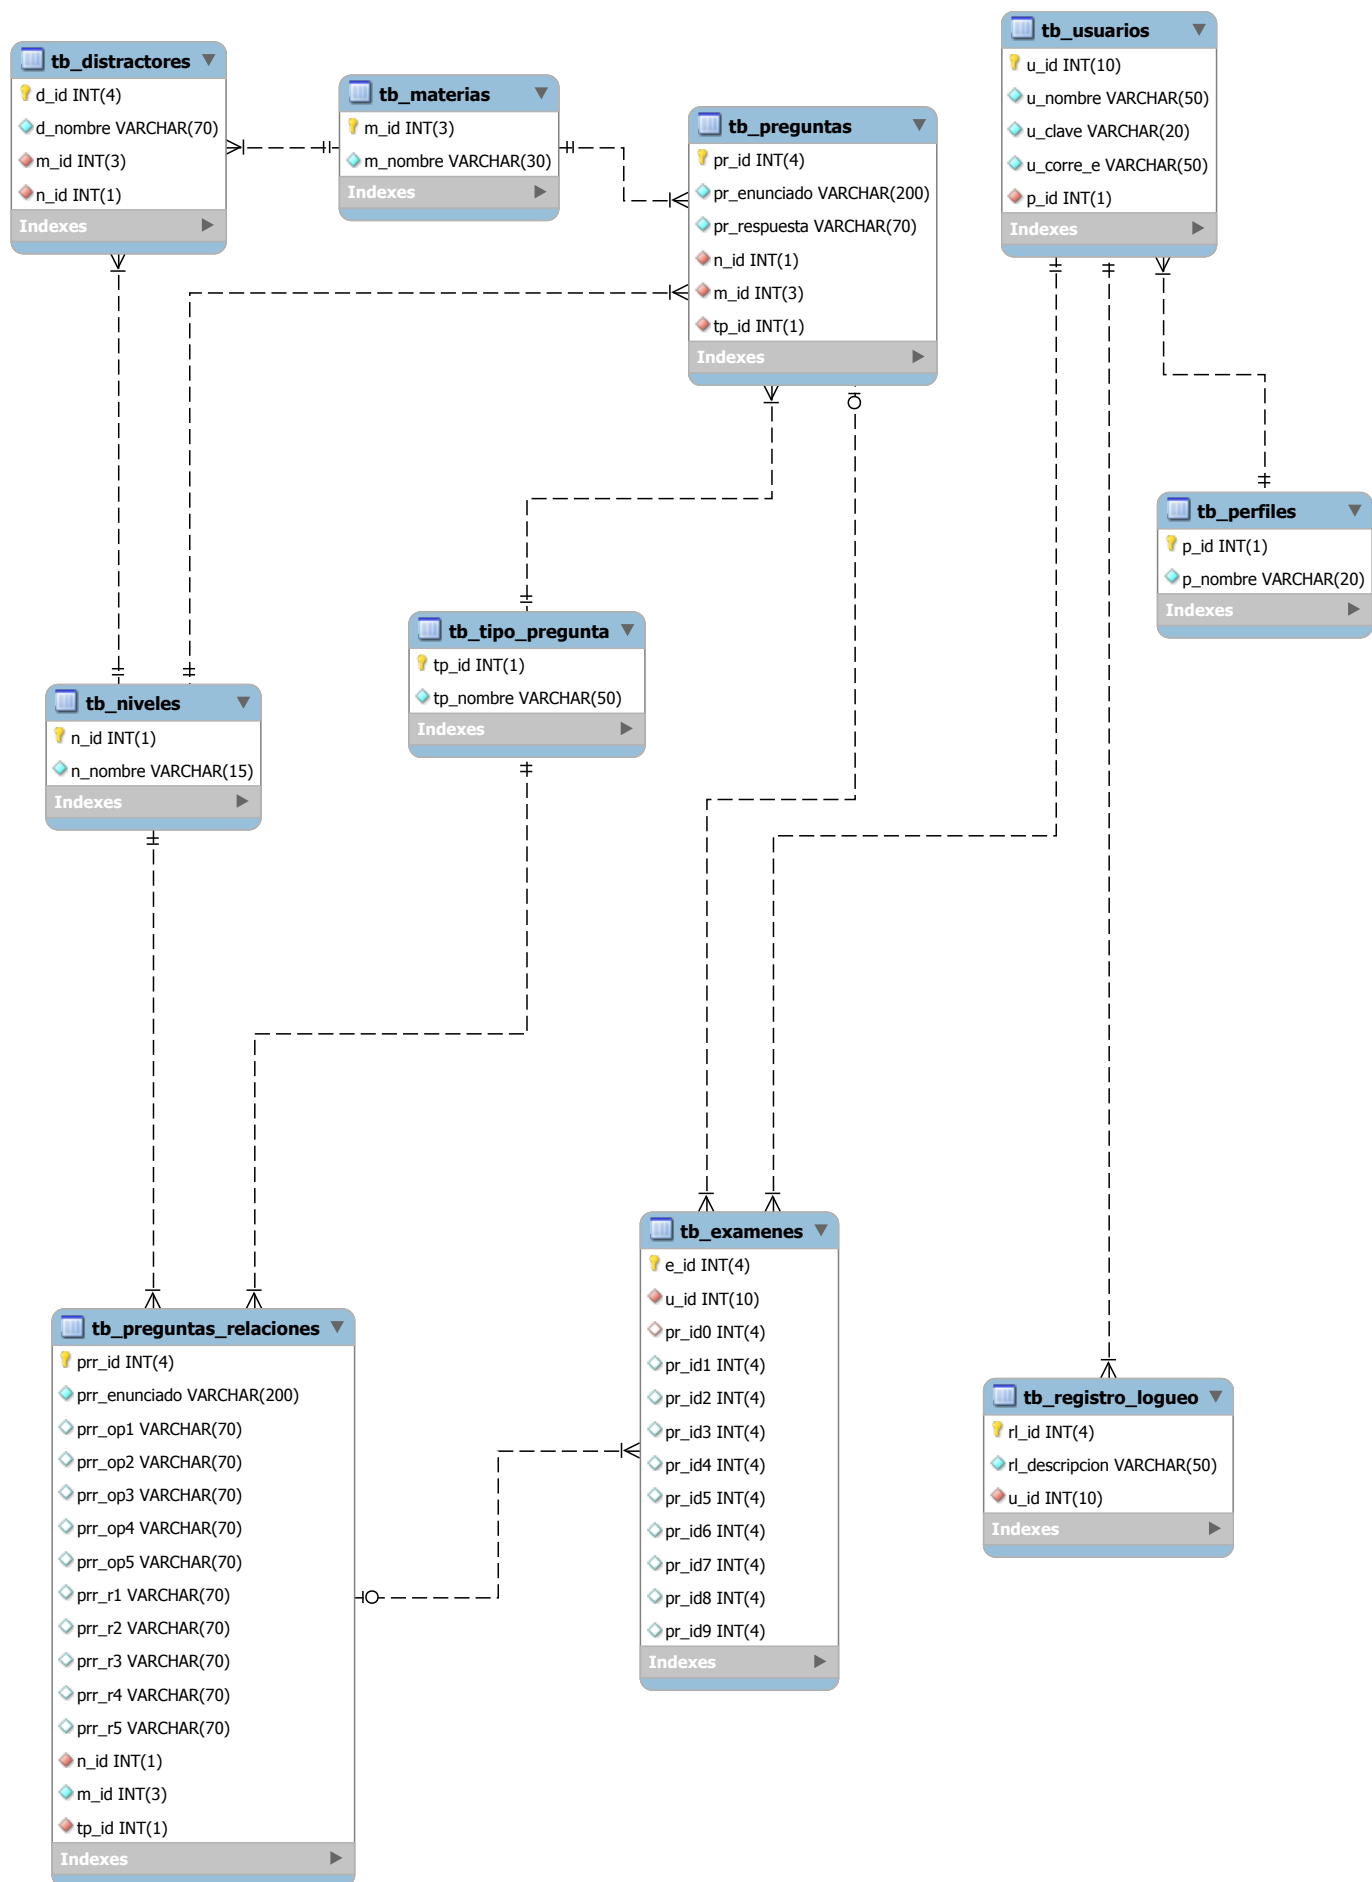 tb_distractores
d_id INT(4)
d_nombre VARCHAR(70)
m_id INT(3)
n_id INT(1)
Indexes
tb_materias
m_id INT(3)
m_nombre VARCHAR(30)
Indexes
tb_preguntas
pr_id INT(4)
pr_enunciado VARCHAR(200)
pr_respuesta VARCHAR(70)
n_id INT(1)
m_id INT(3)
tp_id INT(1)
Indexes
tb_usuarios
u_id INT(10)
u_nombre VARCHAR(50)
u_clave VARCHAR(20)
u_corre_e VARCHAR(50)
p_id INT(1)
Indexes
tb_perfiles
p_id INT(1)
p_nombre VARCHAR(20)
Indexes
tb_tipo_pregunta
tp_id INT(1)
tp_nombre VARCHAR(50)
Indexes
tb_niveles
n_id INT(1)
n_nombre VARCHAR(15)
Indexes
tb_examenes
e_id INT(4)
u_id INT(10)
pr_id0 INT(4)
pr_id1 INT(4)
pr_id2 INT(4)
pr_id3 INT(4)
pr_id4 INT(4)
pr_id5 INT(4)
pr_id6 INT(4)
pr_id7 INT(4)
pr_id8 INT(4)
pr_id9 INT(4)
Indexes
tb_preguntas_relaciones
prr_id INT(4)
prr_enunciado VARCHAR(200)
prr_op1 VARCHAR(70)
prr_op2 VARCHAR(70)
prr_op3 VARCHAR(70)
prr_op4 VARCHAR(70)
prr_op5 VARCHAR(70)
prr_r1 VARCHAR(70)
prr_r2 VARCHAR(70)
prr_r3 VARCHAR(70)
prr_r4 VARCHAR(70)
prr_r5 VARCHAR(70)
n_id INT(1)
m_id INT(3)
tp_id INT(1)
Indexes
tb_registro_logueo
rl_id INT(4)
rl_descripcion VARCHAR(50)
u_id INT(10)
Indexes